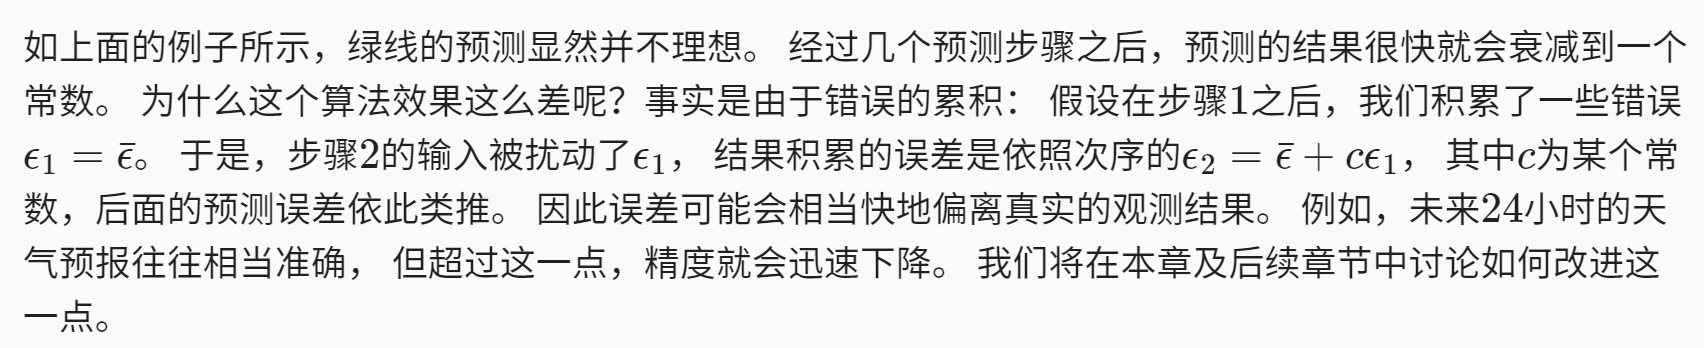 如上面的例子所示，绿线的预测显然并不理想。 经过几个预测步骤之后，预测的结果很快就会衰减到一个
常数。 为什么这个算法效果这么差呢？事实是由于错误的累积： 假设在步骤1之后，我们积累了一些错误
ϵ₁ = ϵ̄。 于是，步骤2的输入被扰动了ϵ₁， 结果积累的误差是依照次序的ϵ₂ = ϵ̄ + cϵ₁， 其中c为某个常
数，后面的预测误差依此类推。 因此误差可能会相当快地偏离真实的观测结果。 例如，未来24小时的天
气预报往往相当准确， 但超过这一点，精度就会迅速下降。 我们将在本章及后续章节中讨论如何改进这
一点。